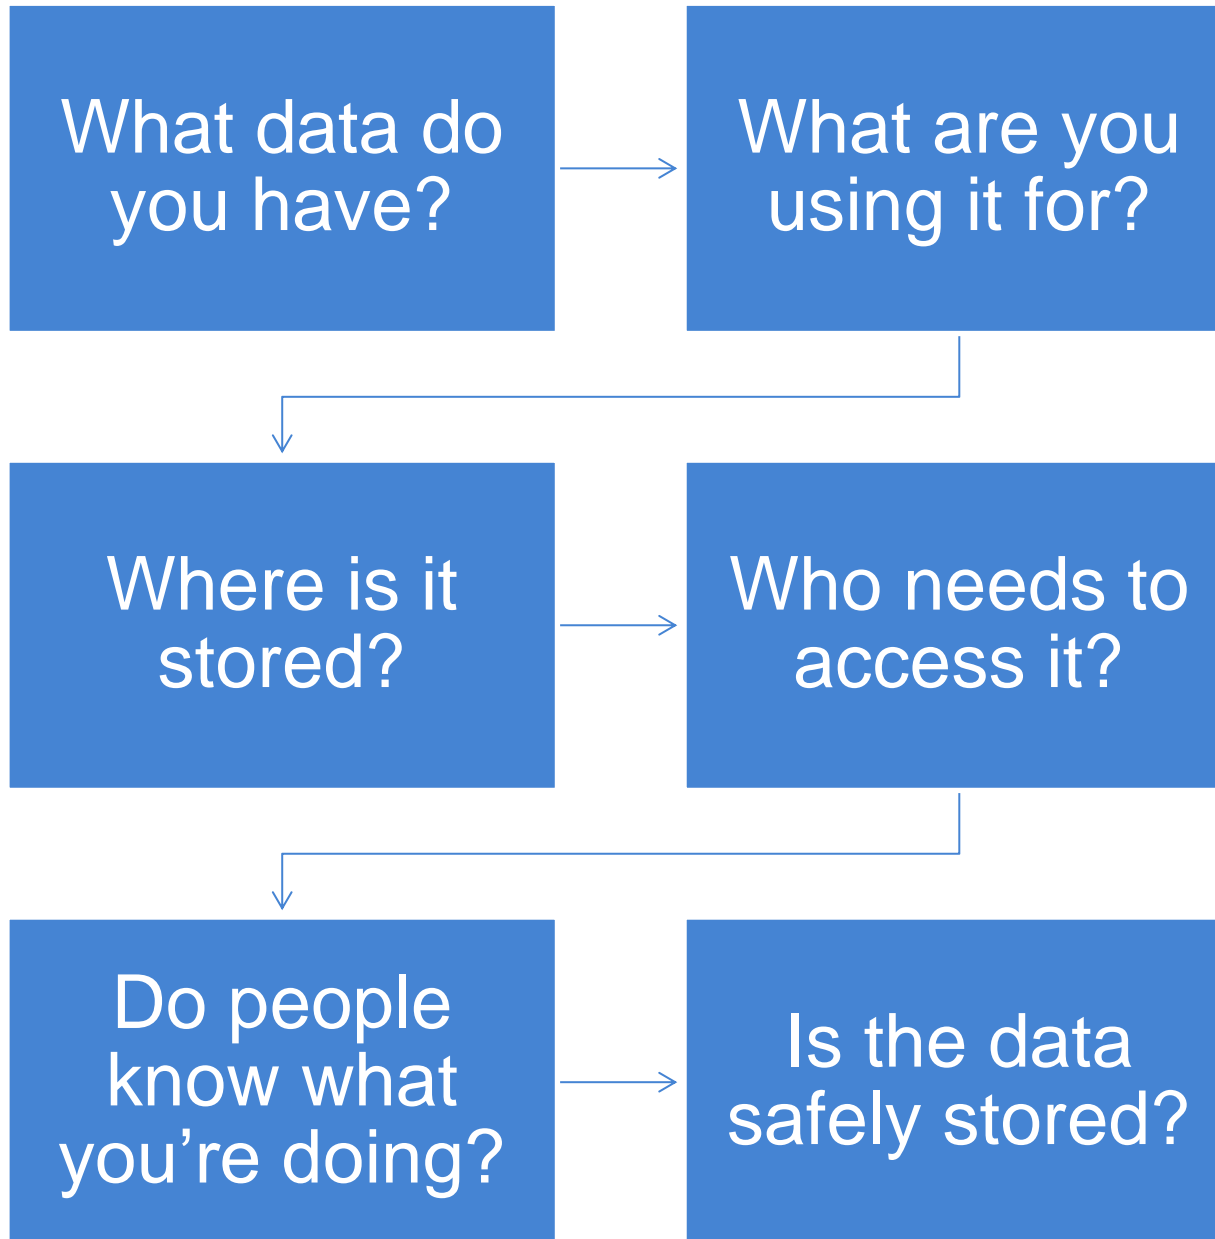 What data do
you have?
What are you
using it for?
Where is it
stored?
Who needs to
access it?
Do people
know what
you’re doing?
Is the data
safely stored?